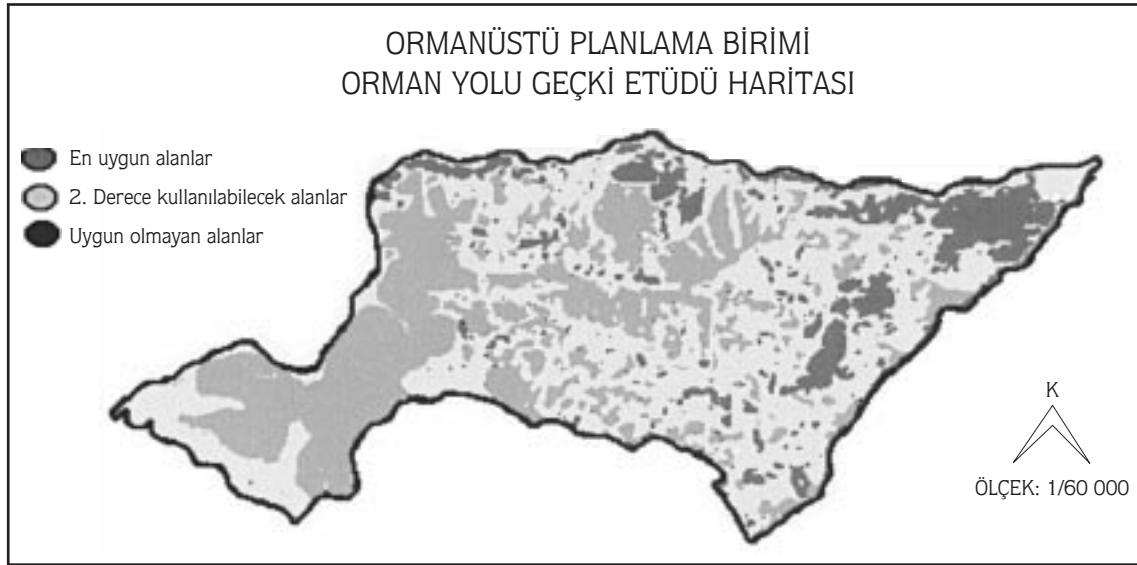 ORMANÜSTÜ PLANLAMA BİRİMİ
ORMAN YOLU GEÇKİ ETÜDÜ HARİTASI
En uygun alanlar
2. Derece kullanılabilecek alanlar
Uygun olmayan alanlar
K
ÖLÇEK: 1/60 000